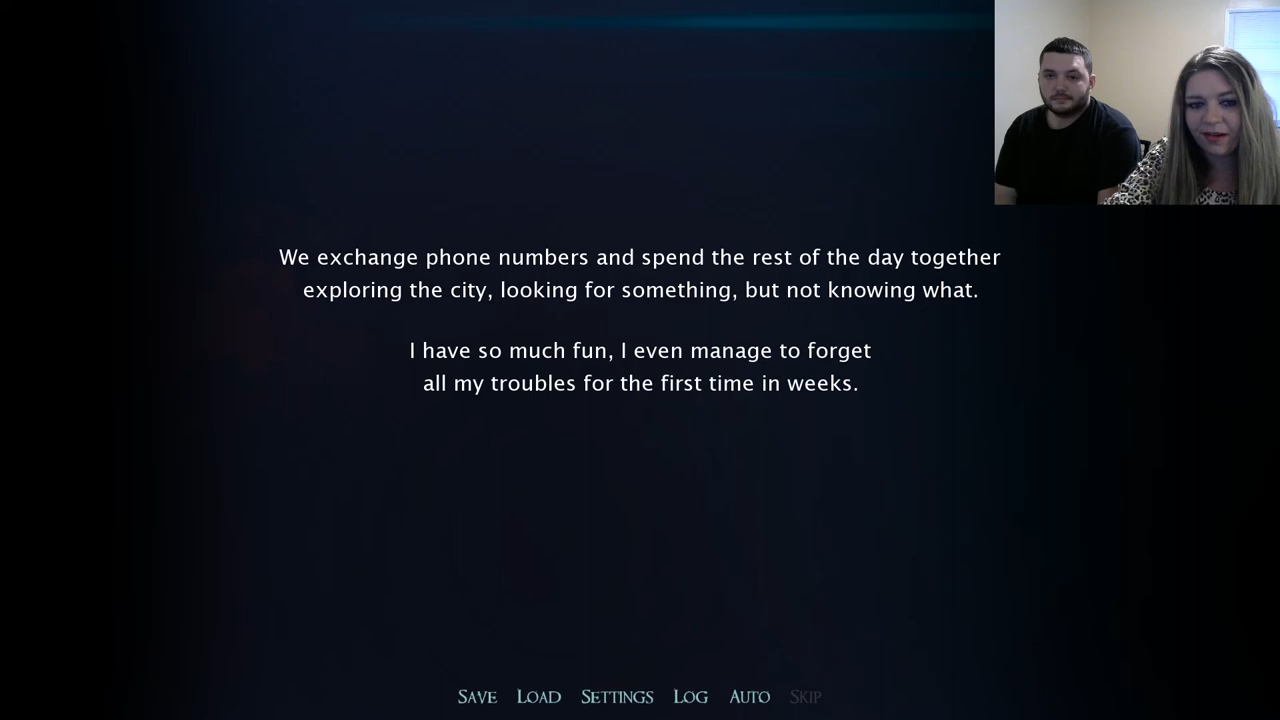 We exchange phone numbers and spend the rest of the day together
exploring the city, looking for something, but not knowing what.
I have so much fun, I even manage to forget
all my troubles for the first time in weeks.
SAVE LOAD SETTINGS LOG AUTO SKIP